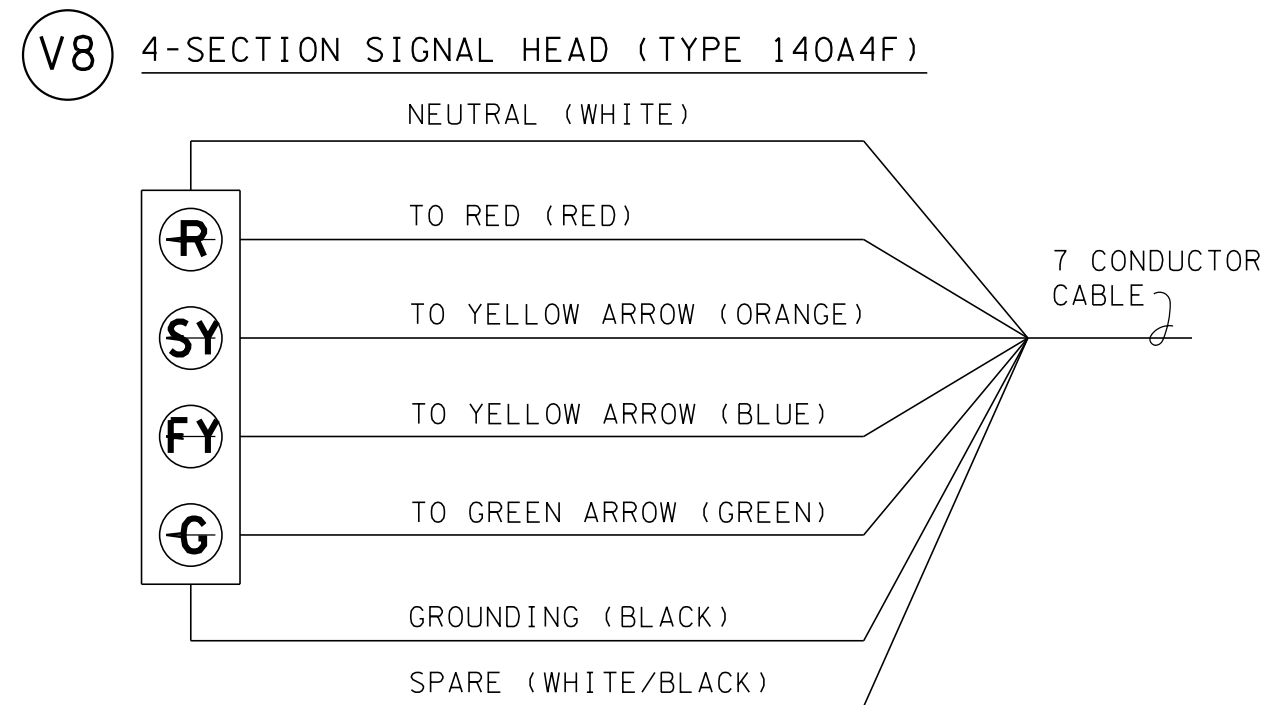 V8 4-SECTION SIGNAL HEAD (TYPE 140A4F)
NEUTRAL (WHITE)
R TO RED (RED)
7 CONDUCTOR
CABLE
SY TO YELLOW ARROW (ORANGE)
FY TO YELLOW ARROW (BLUE)
G TO GREEN ARROW (GREEN)
GROUNDING (BLACK)
SPARE (WHITE/BLACK)